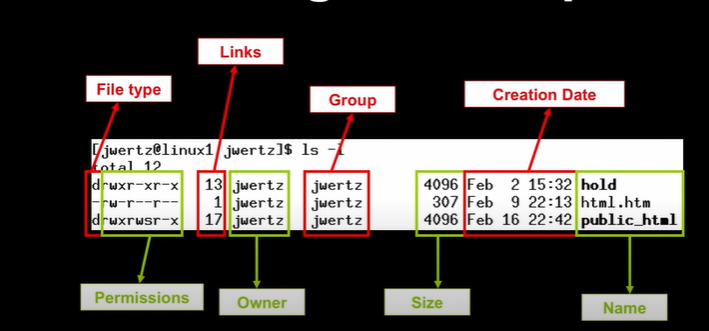 Links
File type
Group
Creation Date
[jwertz@linux1 jwertz]$ ls -l
total 12
drwxr-xr-x 13 jwertz jwertz 4096 Feb 2 15:32 hold
-rw-r--r-- 1 jwertz jwertz 307 Feb 9 22:13 html.htm
drwxrwsr-x 17 jwertz jwertz 4096 Feb 16 22:42 public_html
Permissions
Owner
Size
Name